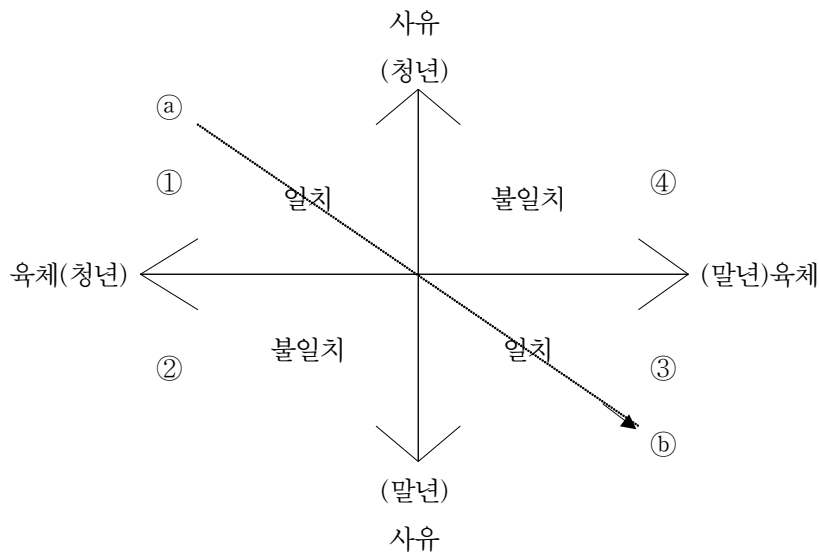 사유
(청년)
ⓐ
① 일치 불일치 ④
육체(청년) (말년)육체
② 불일치 일치 ③
ⓑ
(말년)
사유